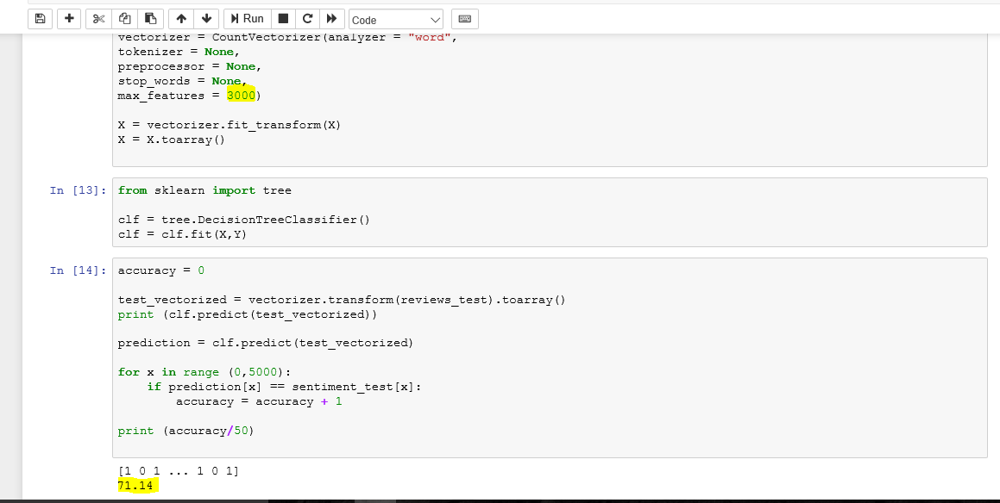 Run
Code
vectorizer = CountVectorizer(analyzer = "word",
tokenizer = None,
preprocessor = None,
stop_words = None,
max_features = 3000)
X = vectorizer.fit_transform(X)
X = X.toarray()
In [13]:
from sklearn import tree
clf = tree.DecisionTreeClassifier()
clf = clf.fit(X,Y)
In [14]:
accuracy = 0
test_vectorized = vectorizer.transform(reviews_test).toarray()
print (clf.predict(test_vectorized))
prediction = clf.predict(test_vectorized)
for x in range (0,5000):
    if prediction[x] == sentiment_test[x]:
        accuracy = accuracy + 1
print (accuracy/50)
[1 0 1 ... 1 0 1]
71.14